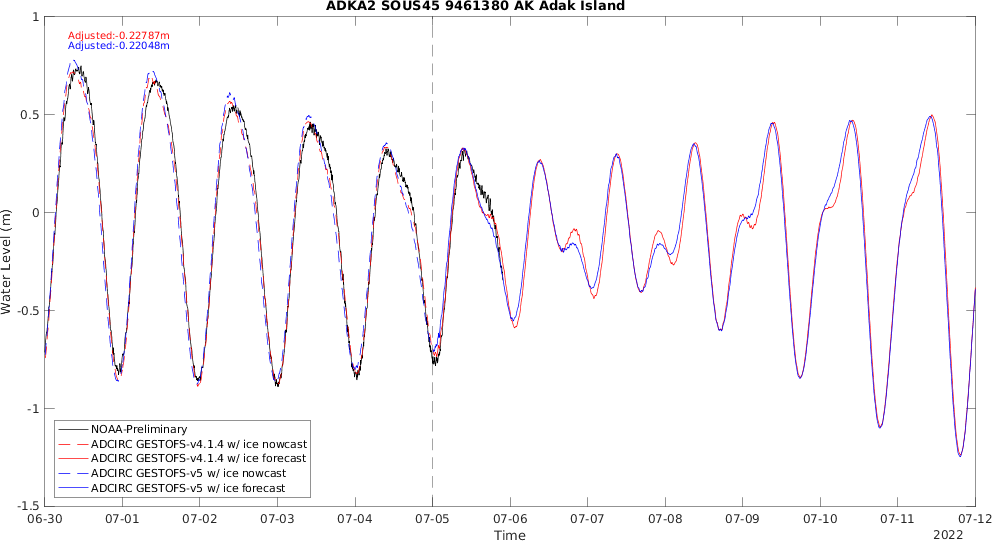 ADKA2 SOUS45 9461380 AK Adak Island
Adjusted:-0.22787m
Adjusted:-0.22048m
1
0.5
0
-0.5
-1
-1.5
Water Level (m)
NOAA-Preliminary
ADCIRC GESTOFS-v4.1.4 w/ ice nowcast
ADCIRC GESTOFS-v4.1.4 w/ ice forecast
ADCIRC GESTOFS-v5 w/ ice nowcast
ADCIRC GESTOFS-v5 w/ ice forecast
06-30 07-01 07-02 07-03 07-04 07-05 07-06 07-07 07-08 07-09 07-10 07-11 07-12
Time
2022